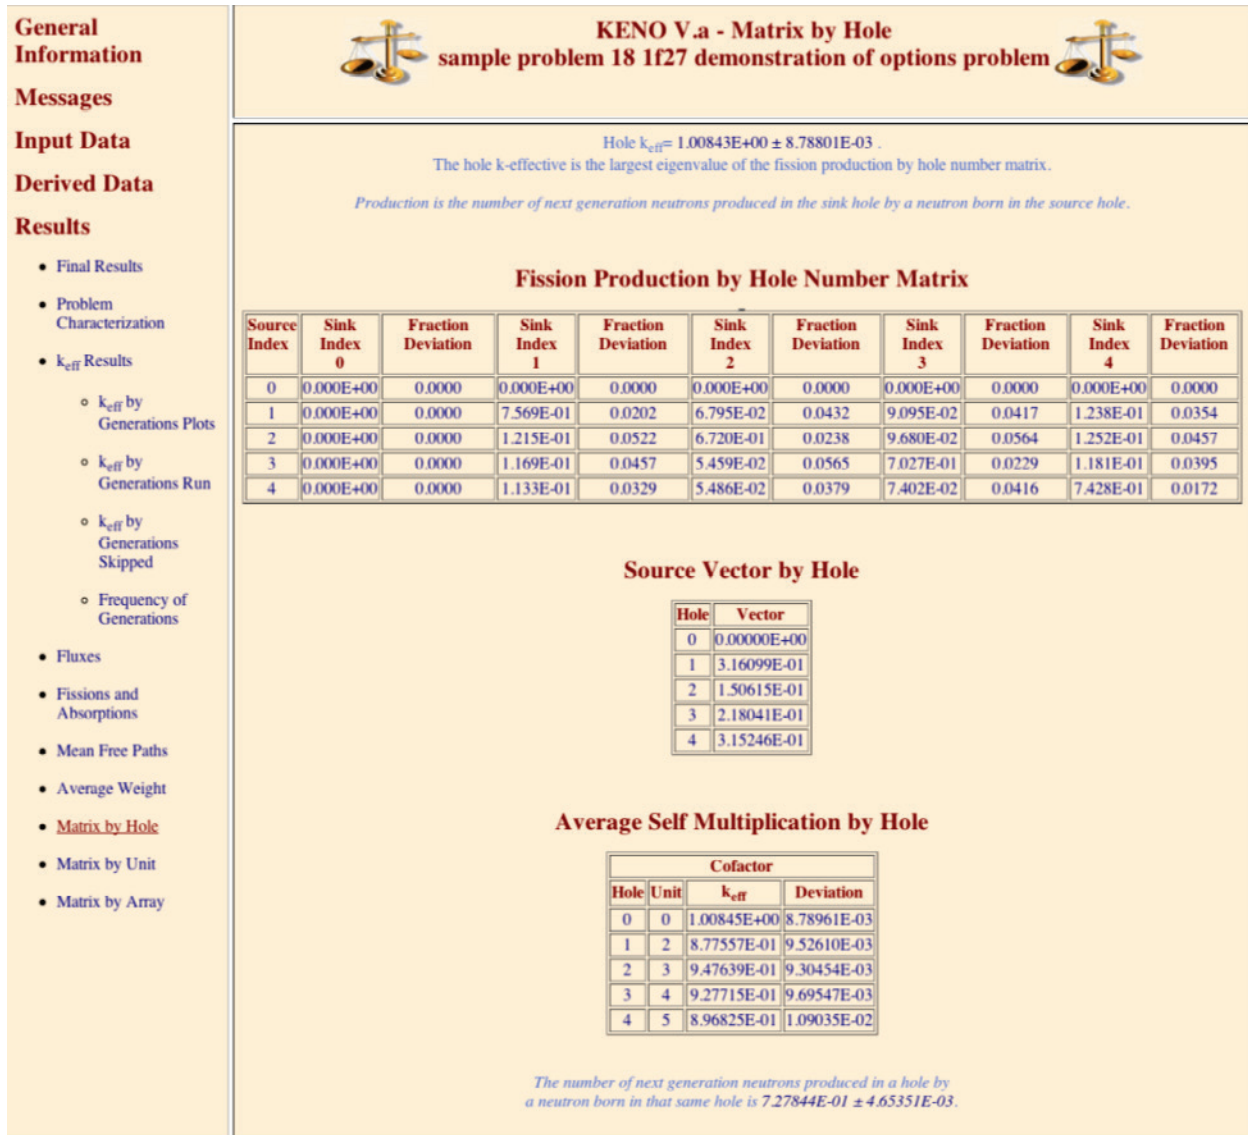 General
Information
Messages
Input Data
Derived Data
Results
Final Results
Problem
Characterization
keff Results
keff by
Generations Plots
keff by
Generations Run
keff by
Generations
Skipped
Frequency of
Generations
Fluxes
Fissions and
Absorptions
Mean Free Paths
Average Weight
Matrix by Hole
Matrix by Unit
Matrix by Array
KENO V.a - Matrix by Hole
sample problem 18 1f27 demonstration of options problem
Hole keff= 1.00843E+00 ± 8.78801E-03 .
The hole k-effective is the largest eigenvalue of the fission production by hole number matrix.
Production is the number of next generation neutrons produced in the sink hole by a neutron born in the source hole.
Fission Production by Hole Number Matrix
Source Index Sink Index 0 Fraction Deviation Sink Index 1 Fraction Deviation Sink Index 2 Fraction Deviation Sink Index 3 Fraction Deviation Sink Index 4 Fraction Deviation
0 0.000E+00 0.0000 0.000E+00 0.0000 0.000E+00 0.0000 0.000E+00 0.0000 0.000E+00 0.0000
1 0.000E+00 0.0000 7.569E-01 0.0202 6.795E-02 0.0432 9.095E-02 0.0417 1.238E-01 0.0354
2 0.000E+00 0.0000 1.215E-01 0.0522 6.720E-01 0.0238 9.680E-02 0.0564 1.252E-01 0.0457
3 0.000E+00 0.0000 1.169E-01 0.0457 5.459E-02 0.0565 7.027E-01 0.0229 1.181E-01 0.0395
4 0.000E+00 0.0000 1.133E-01 0.0329 5.486E-02 0.0379 7.402E-02 0.0416 7.428E-01 0.0172
Source Vector by Hole
Hole Vector
0 0.00000E+00
1 3.16099E-01
2 1.50615E-01
3 2.18041E-01
4 3.15246E-01
Average Self Multiplication by Hole
Cofactor
Hole Unit keff Deviation
0 0 1.00845E+00 8.78961E-03
1 2 8.77557E-01 9.52610E-03
2 3 9.47639E-01 9.30454E-03
3 4 9.27715E-01 9.69547E-03
4 5 8.96825E-01 1.09035E-02
The number of next generation neutrons produced in a hole by
a neutron born in that same hole is 7.27844E-01 ± 4.65351E-03.